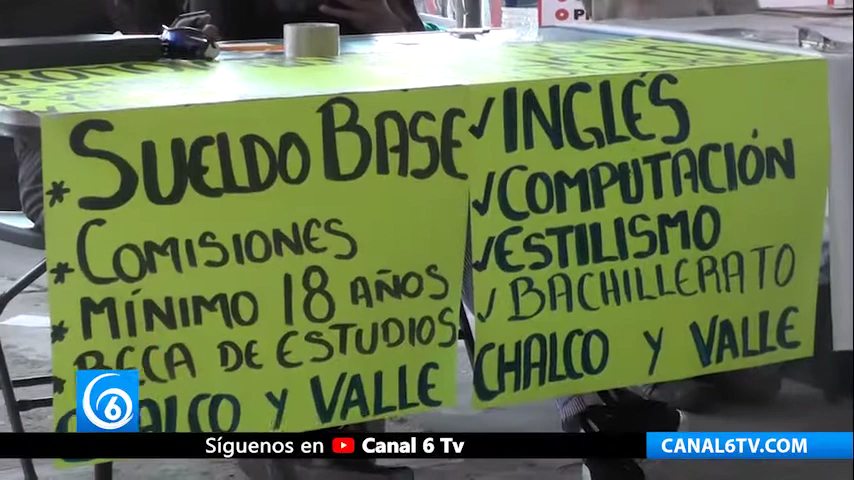 * SUELDO BASE
* COMISIONES
* MÍNIMO 18 AÑOS
* BECA DE ESTUDIOS
CHALCO Y VALLE
✓ INGLÉS
✓ COMPUTACIÓN
✓ ESTILISMO
✓ BACHILLERATO
CHALCO Y VALLE
6
Síguenos en Canal 6 Tv
CANAL6TV.COM